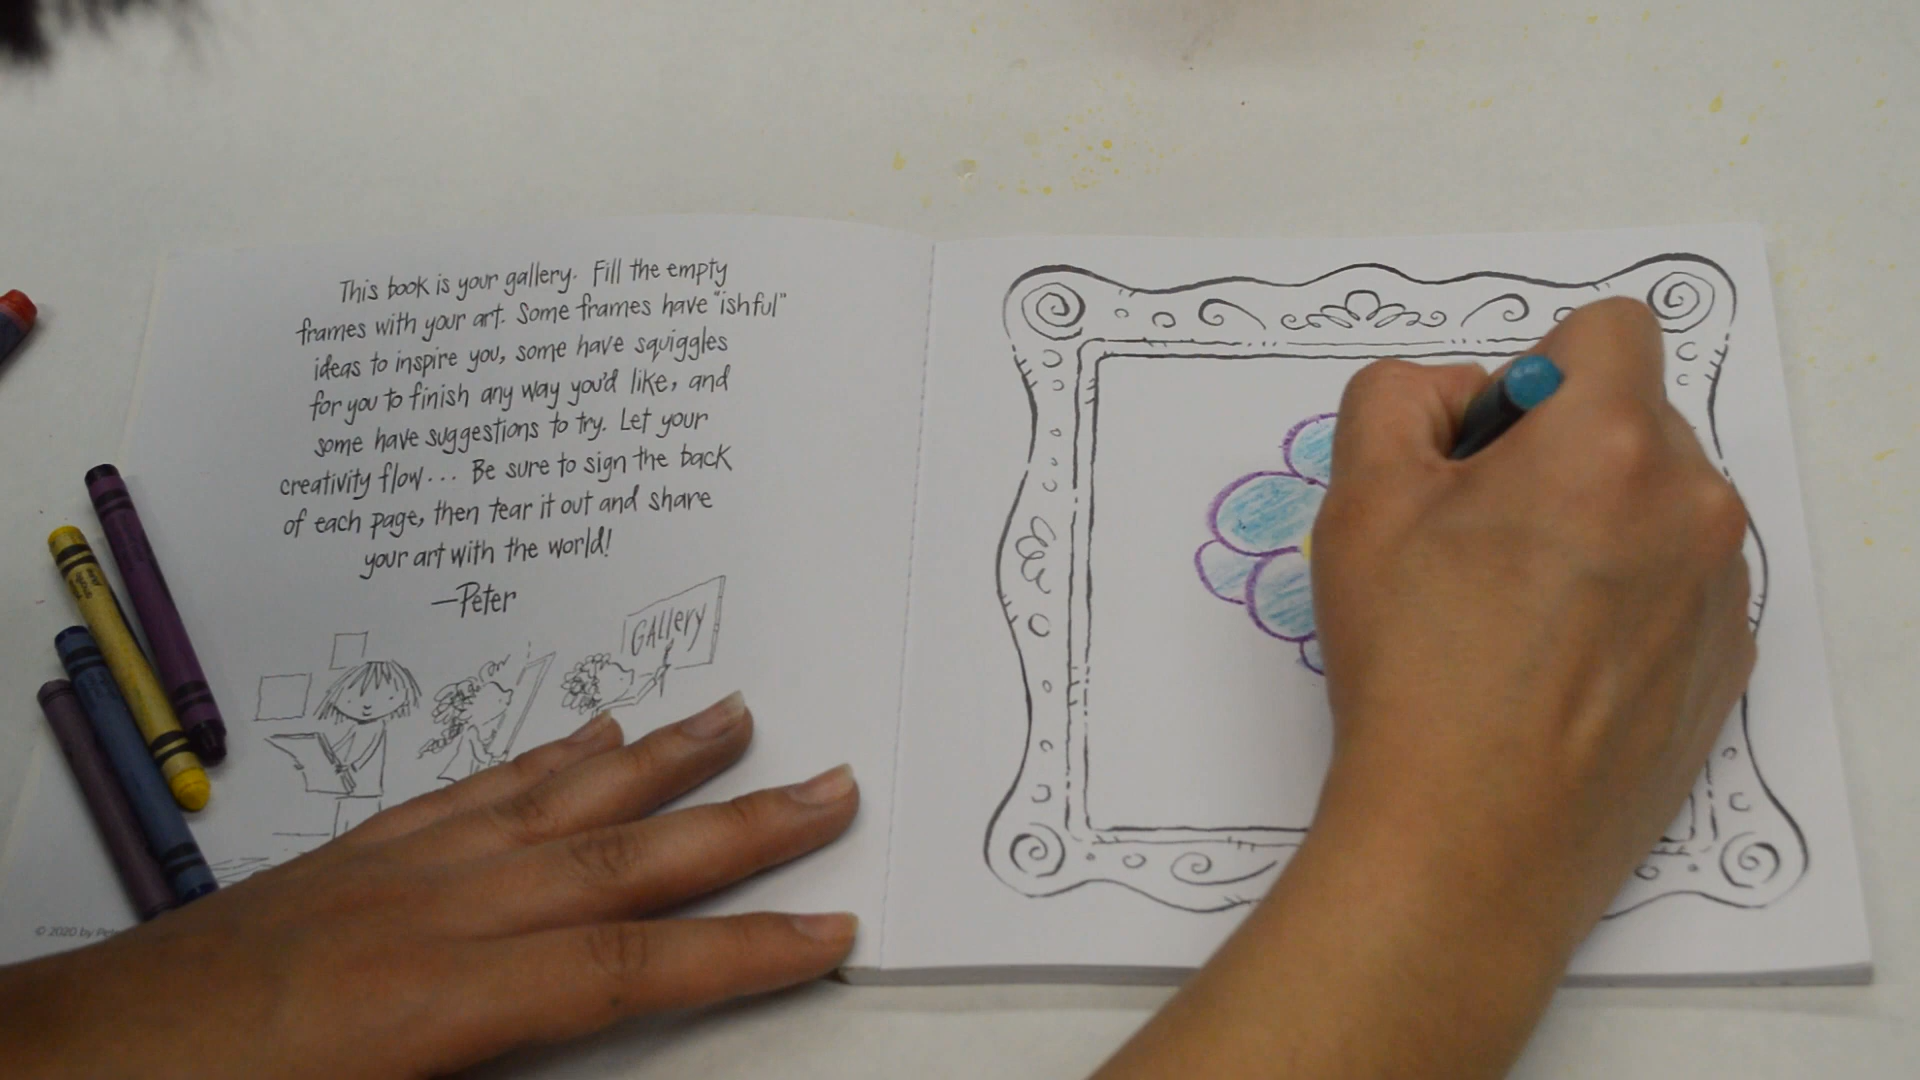 This book is your gallery. Fill the empty
frames with your art. Some frames have "ishful"
ideas to inspire you, some have squiggles
for you to finish any way you'd like, and
some have suggestions to try. Let your
creativity flow... Be sure to sign the back
of each page, then tear it out and share
your art with the world!
—Peter
GAllery
© 2020 by